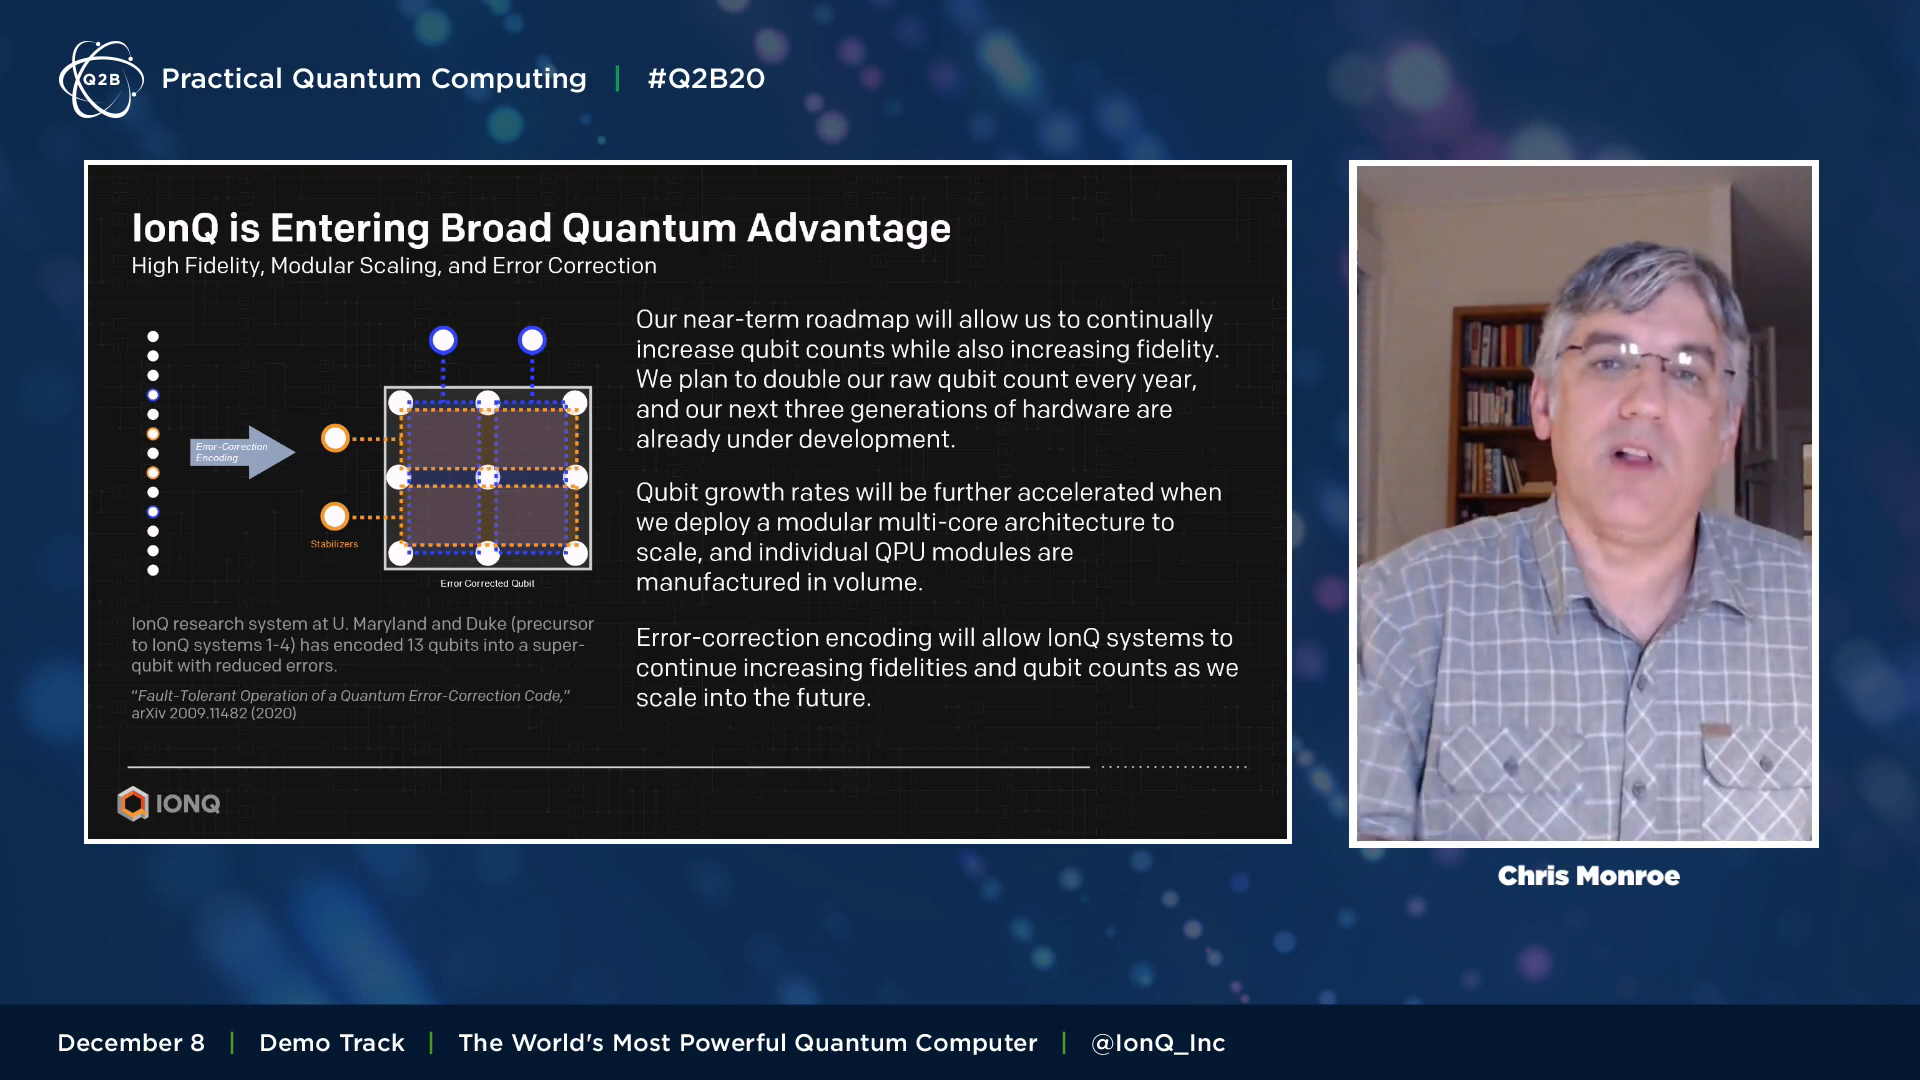 Q2B
Practical Quantum Computing | #Q2B20
IonQ is Entering Broad Quantum Advantage
High Fidelity, Modular Scaling, and Error Correction
Error-Correction
Encoding
Stabilizers
Error Corrected Qubit
IonQ research system at U. Maryland and Duke (precursor
to IonQ systems 1-4) has encoded 13 qubits into a super-
qubit with reduced errors.
"Fault-Tolerant Operation of a Quantum Error-Correction Code,"
arXiv 2009.11482 (2020)
Our near-term roadmap will allow us to continually
increase qubit counts while also increasing fidelity.
We plan to double our raw qubit count every year,
and our next three generations of hardware are
already under development.
Qubit growth rates will be further accelerated when
we deploy a modular multi-core architecture to
scale, and individual QPU modules are
manufactured in volume.
Error-correction encoding will allow IonQ systems to
continue increasing fidelities and qubit counts as we
scale into the future.
IONQ
Chris Monroe
December 8 | Demo Track | The World's Most Powerful Quantum Computer | @IonQ_Inc